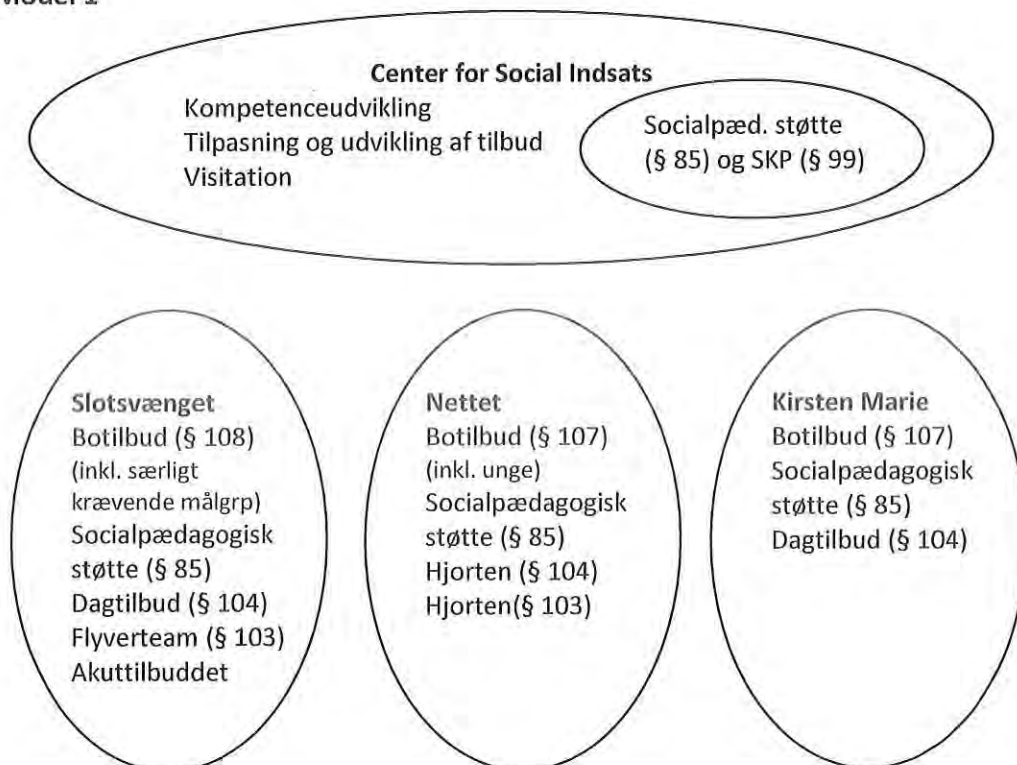 Model 1
Center for Social Indsats
Kompetenceudvikling
Tilpasning og udvikling af tilbud
Visitation
Socialpæd. støtte
(§ 85) og SKP (§ 99)
Slotsvænget
Botilbud (§ 108)
(inkl. særligt
krævende målgrp)
Socialpædagogisk
støtte (§ 85)
Dagtilbud (§ 104)
Flyverteam (§ 103)
Akuttilbuddet
Nettet
Botilbud (§ 107)
(inkl. unge)
Socialpædagogisk
støtte (§ 85)
Hjorten (§ 104)
Hjorten(§ 103)
Kirsten Marie
Botilbud (§ 107)
Socialpædagogisk
støtte (§ 85)
Dagtilbud (§ 104)